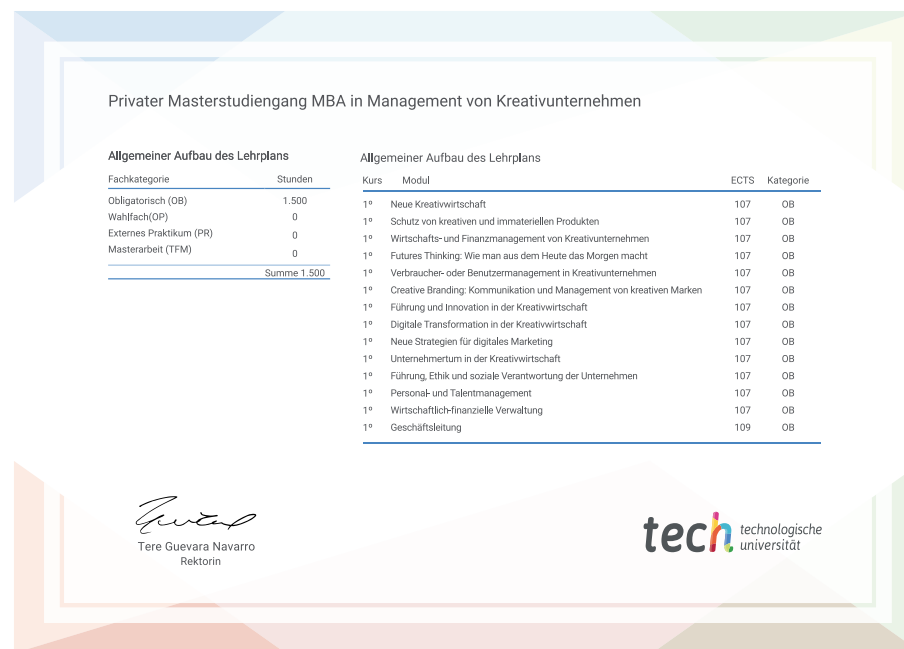 Privater Masterstudiengang MBA in Management von Kreativunternehmen
Allgemeiner Aufbau des Lehrplans
Fachkategorie Stunden
Obligatorisch (OB) 1.500
Wahlfach(OP) 0
Externes Praktikum (PR) 0
Masterarbeit (TFM) 0
Summe 1.500
Allgemeiner Aufbau des Lehrplans
Kurs Modul ECTS Kategorie
1º Neue Kreativwirtschaft 107 OB
1º Schutz von kreativen und immateriellen Produkten 107 OB
1º Wirtschafts- und Finanzmanagement von Kreativunternehmen 107 OB
1º Futures Thinking: Wie man aus dem Heute das Morgen macht 107 OB
1º Verbraucher- oder Benutzermanagement in Kreativunternehmen 107 OB
1º Creative Branding: Kommunikation und Management von kreativen Marken 107 OB
1º Führung und Innovation in der Kreativwirtschaft 107 OB
1º Digitale Transformation in der Kreativwirtschaft 107 OB
1º Neue Strategien für digitales Marketing 107 OB
1º Unternehmertum in der Kreativwirtschaft 107 OB
1º Führung, Ethik und soziale Verantwortung der Unternehmen 107 OB
1º Personal- und Talentmanagement 107 OB
1º Wirtschaftlich-finanzielle Verwaltung 107 OB
1º Geschäftsleitung 109 OB
Tere Guevara Navarro
Rektorin
tech technologische
universität